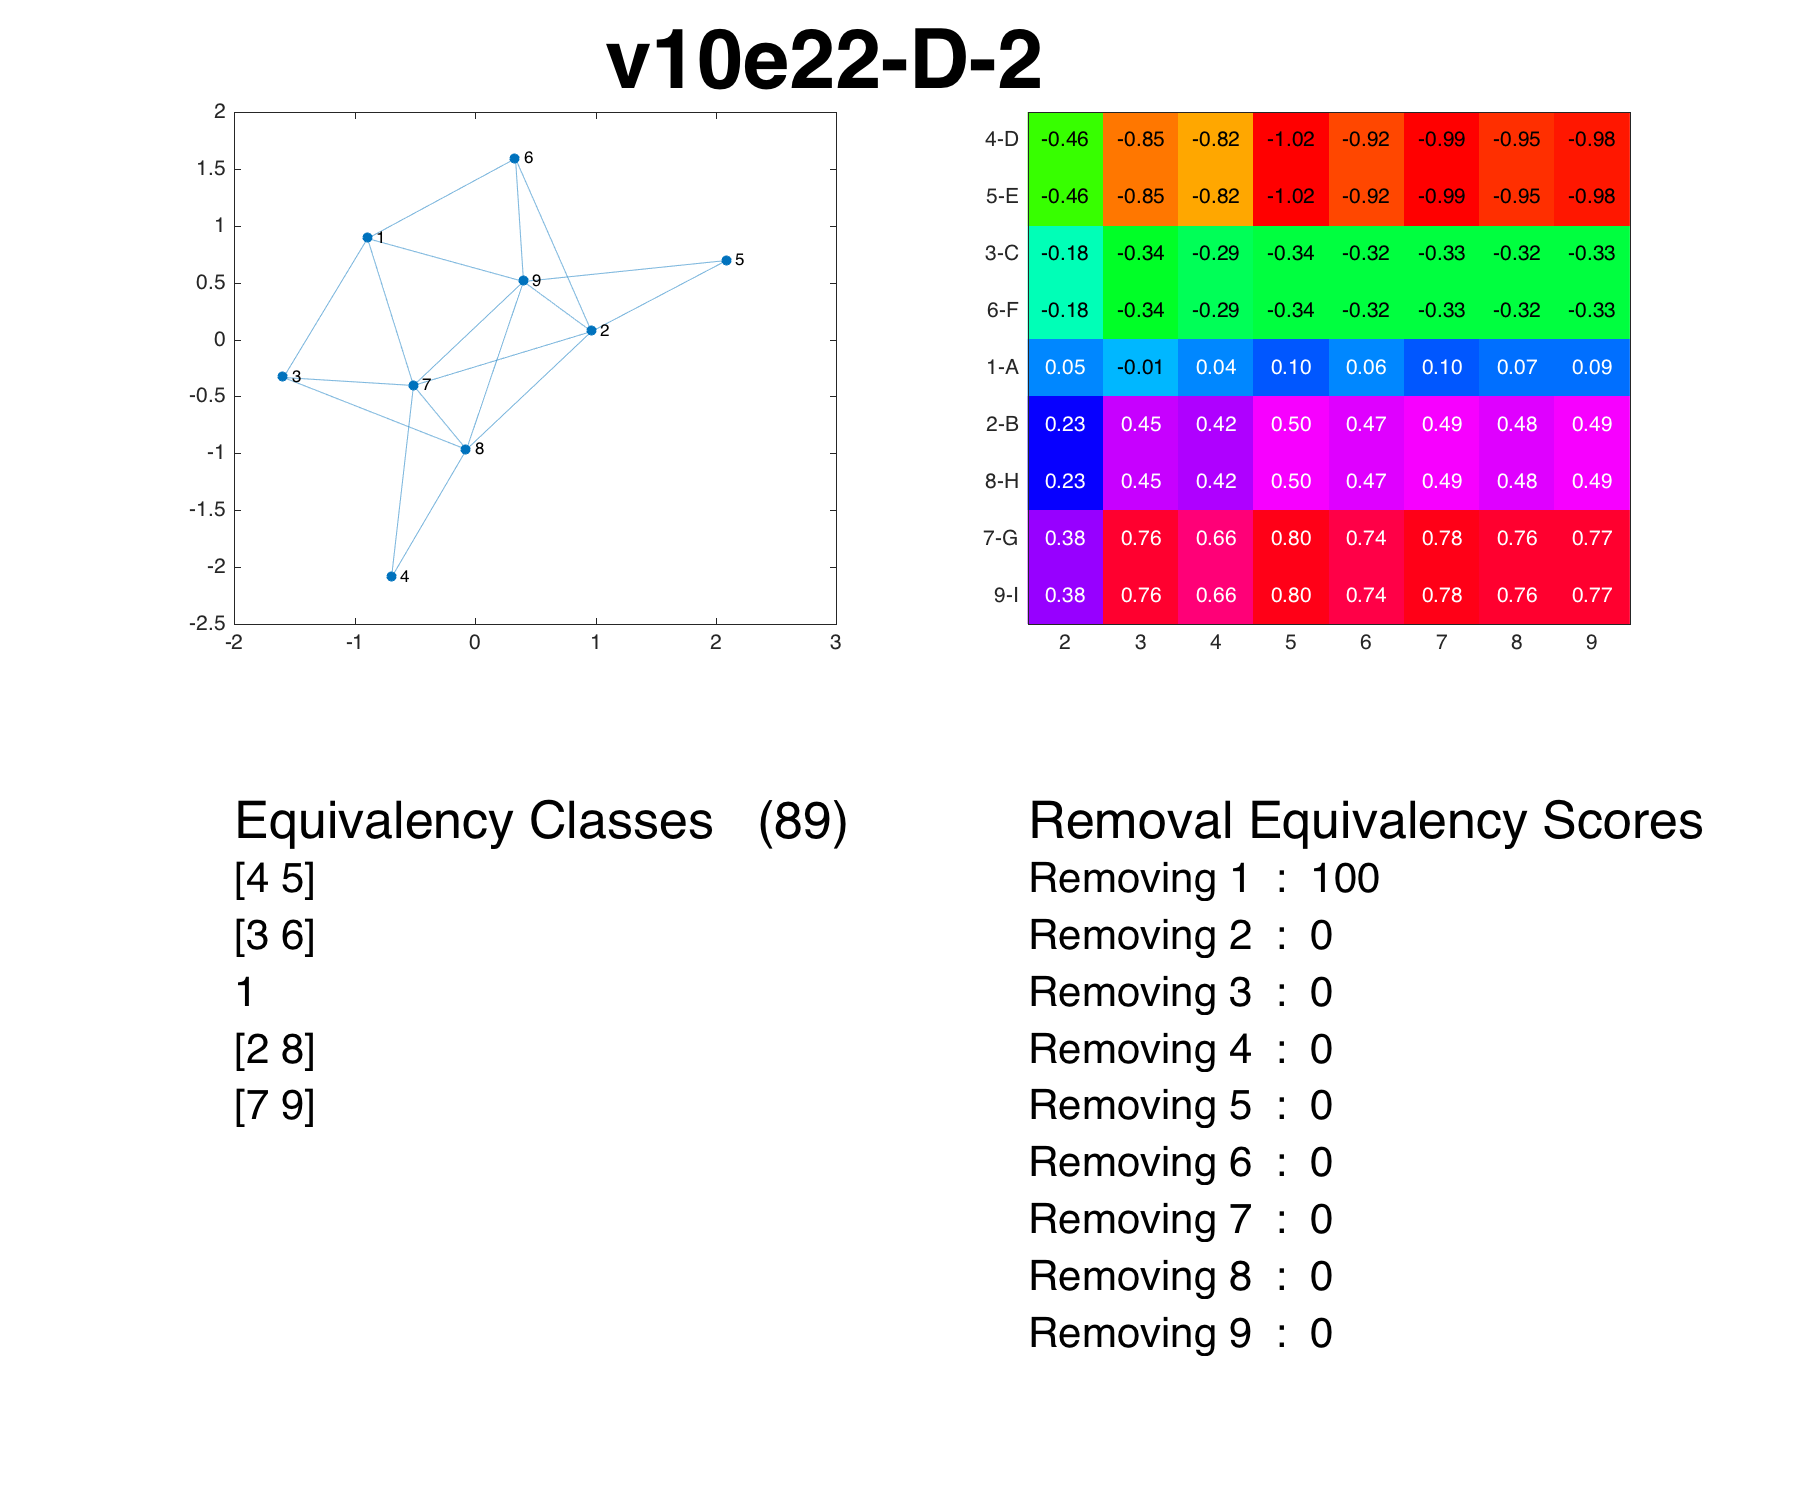 v10e22-D-2
2
1.5
1
0.5
0
-0.5
-1
-1.5
-2
-2.5
-2 -1 0 1 2 3
6
1
5
9
2
3
7
8
4
4-D -0.46 -0.85 -0.82 -1.02 -0.92 -0.99 -0.95 -0.98
5-E -0.46 -0.85 -0.82 -1.02 -0.92 -0.99 -0.95 -0.98
3-C -0.18 -0.34 -0.29 -0.34 -0.32 -0.33 -0.32 -0.33
6-F -0.18 -0.34 -0.29 -0.34 -0.32 -0.33 -0.32 -0.33
1-A 0.05 -0.01 0.04 0.10 0.06 0.10 0.07 0.09
2-B 0.23 0.45 0.42 0.50 0.47 0.49 0.48 0.49
8-H 0.23 0.45 0.42 0.50 0.47 0.49 0.48 0.49
7-G 0.38 0.76 0.66 0.80 0.74 0.78 0.76 0.77
9-I 0.38 0.76 0.66 0.80 0.74 0.78 0.76 0.77
2 3 4 5 6 7 8 9
Equivalency Classes (89)
[4 5]
[3 6]
1
[2 8]
[7 9]
Removal Equivalency Scores
Removing 1 : 100
Removing 2 : 0
Removing 3 : 0
Removing 4 : 0
Removing 5 : 0
Removing 6 : 0
Removing 7 : 0
Removing 8 : 0
Removing 9 : 0